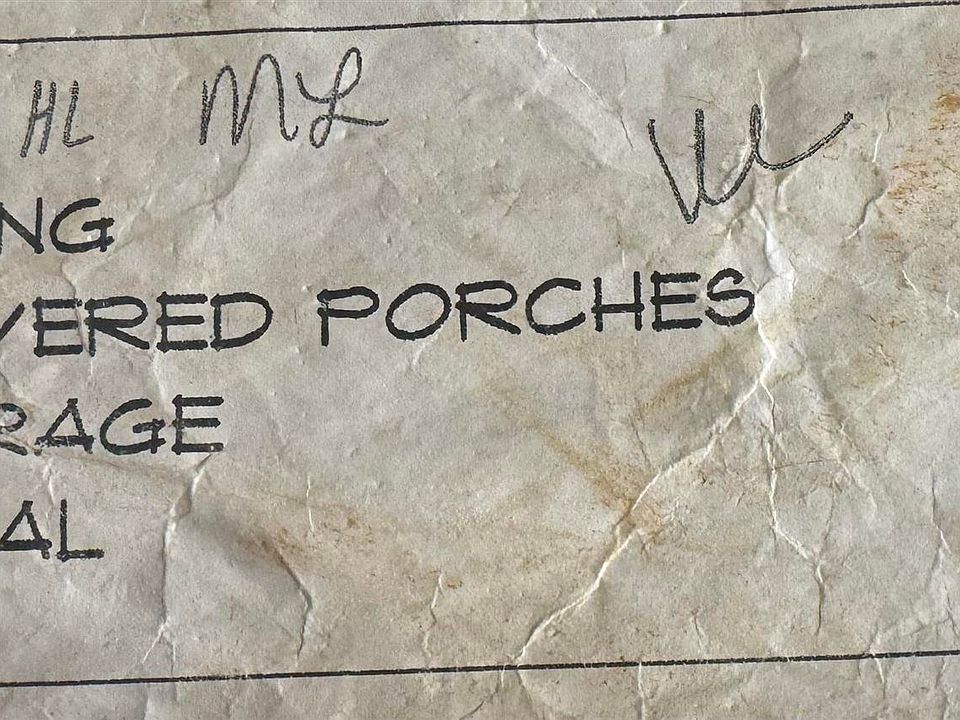 HL ML
NG
VERED PORCHES
RAGE
AL